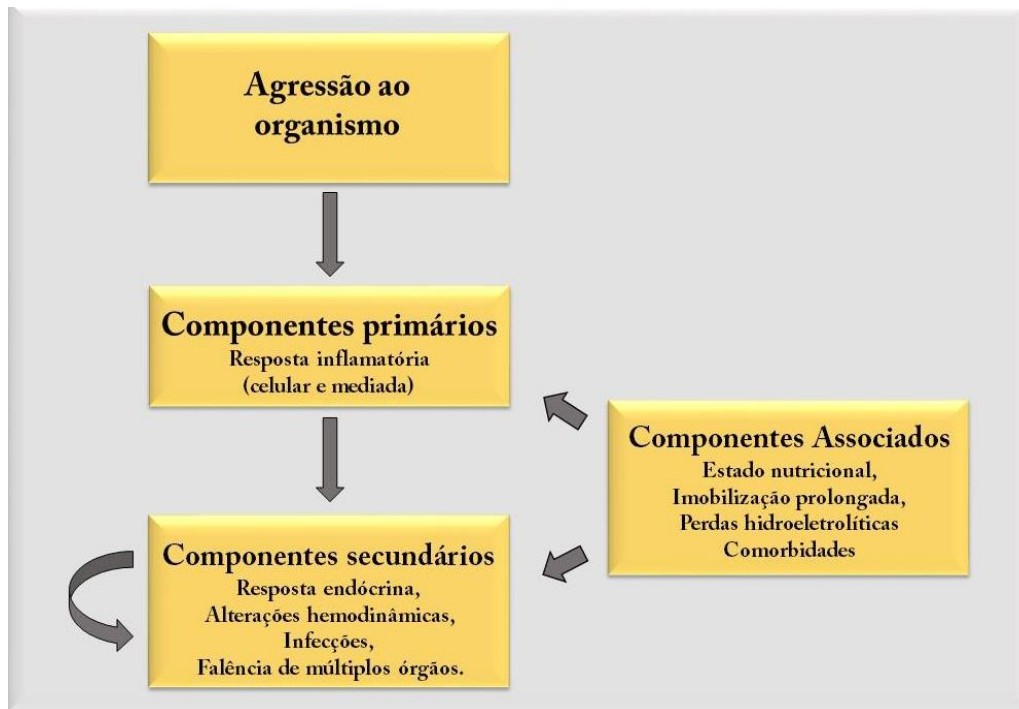 Agressão ao
organismo
Componentes primários
Resposta inflamatória
(celular e mediada)
Componentes Associados
Estado nutricional,
Imobilização prolongada,
Perdas hidroeletrolíticas
Comorbidades
Componentes secundários
Resposta endócrina,
Alterações hemodinâmicas,
Infecções,
Falência de múltiplos órgãos.